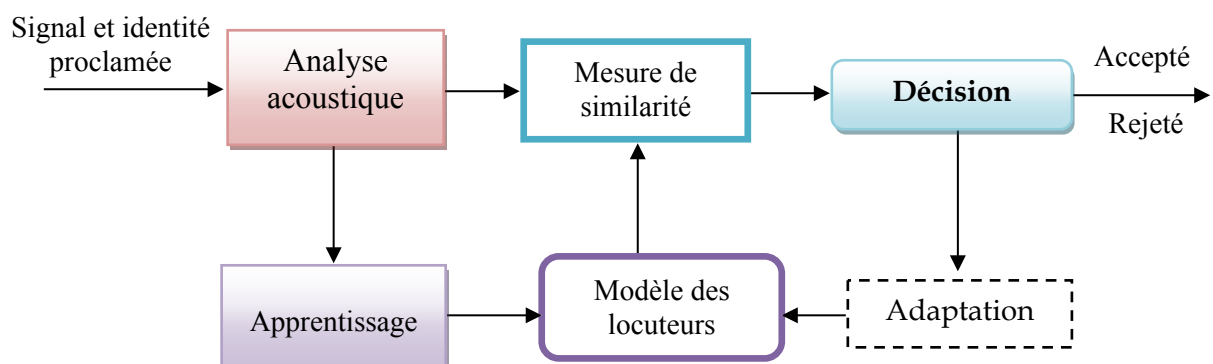 Signal et identité
proclamée
Analyse
acoustique
Mesure de
similarité
Décision
Accepté
Rejeté
Apprentissage
Modèle des
locuteurs
Adaptation